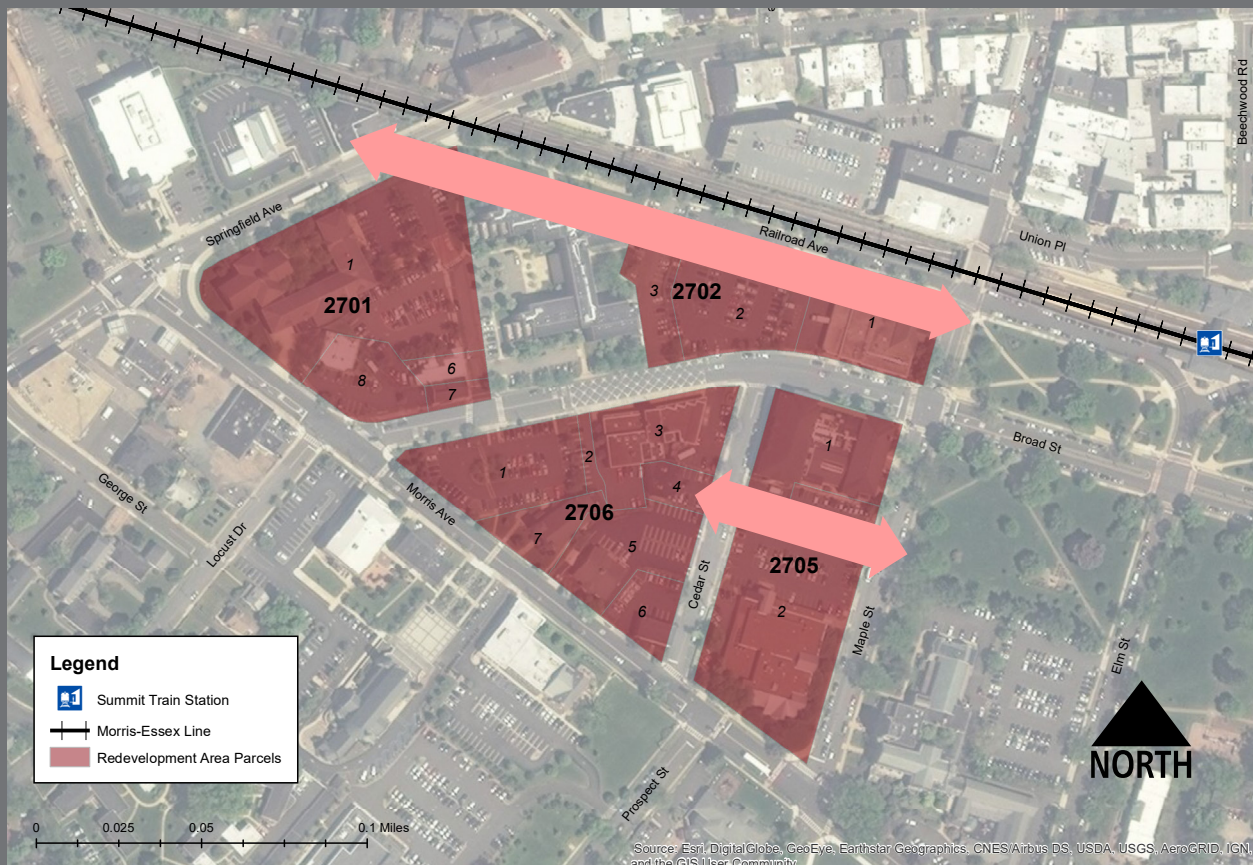 Beechwood Rd
Springfield Ave
Railroad Ave
Union Pl
1
2701
3
2702
2
1
6
8
7
Broad St
3
1
1
2
4
George St
Morris Ave
2706
7
5
Locust Dr
2705
Cedar St
2
6
Maple St
Elm St
Legend
Summit Train Station
Morris-Essex Line
Redevelopment Area Parcels
NORTH
Prospect St
0 0.025 0.05 0.1 Miles
Source: Esri, DigitalGlobe, GeoEye, Earthstar Geographics, CNES/Airbus DS, USDA, USGS, AeroGRID, IGN,
and the GIS User Community